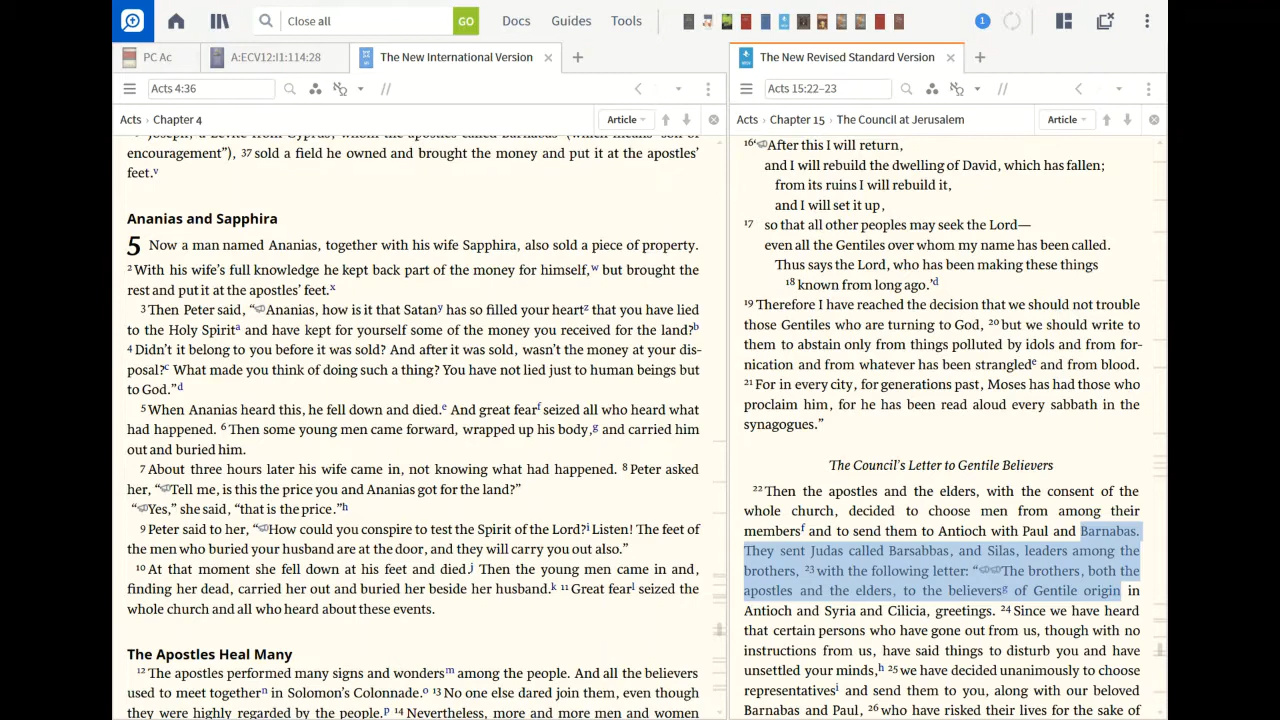 Close all
GO
Docs
Guides
Tools
1
PC Ac
A:ECV12:I1:114:28
The New International Version
The New Revised Standard Version
Acts 4:36
Acts 15:22–23
Acts › Chapter 4
Article
Acts › Chapter 15 › The Council at Jerusalem
Article
encouragement”), 37 sold a field he owned and brought the money and put it at the apostles’
feet.v
Ananias and Sapphira
5 Now a man named Ananias, together with his wife Sapphira, also sold a piece of property.
2 With his wife’s full knowledge he kept back part of the money for himself,w but brought the
rest and put it at the apostles’ feet.x
3 Then Peter said, “Ananias, how is it that Satany has so filled your heartz that you have lied
to the Holy Spirita and have kept for yourself some of the money you received for the land?b
4 Didn’t it belong to you before it was sold? And after it was sold, wasn’t the money at your dis-
posal?c What made you think of doing such a thing? You have not lied just to human beings but
to God.”d
5 When Ananias heard this, he fell down and died.e And great fearf seized all who heard what
had happened. 6 Then some young men came forward, wrapped up his body,g and carried him
out and buried him.
7 About three hours later his wife came in, not knowing what had happened. 8 Peter asked
her, “Tell me, is this the price you and Ananias got for the land?”
“Yes,” she said, “that is the price.”h
9 Peter said to her, “How could you conspire to test the Spirit of the Lord?i Listen! The feet of
the men who buried your husband are at the door, and they will carry you out also.”
10 At that moment she fell down at his feet and died.j Then the young men came in and,
finding her dead, carried her out and buried her beside her husband.k 11 Great fearl seized the
whole church and all who heard about these events.
The Apostles Heal Many
12 The apostles performed many signs and wondersm among the people. And all the believers
used to meet togethern in Solomon’s Colonnade.o 13 No one else dared join them, even though
they were highly regarded by the people.p 14 Nevertheless, more and more men and women
16 ‘After this I will return,
and I will rebuild the dwelling of David, which has fallen;
from its ruins I will rebuild it,
and I will set it up,
17 so that all other peoples may seek the Lord—
even all the Gentiles over whom my name has been called.
Thus says the Lord, who has been making these things
18 known from long ago.’d
19 Therefore I have reached the decision that we should not trouble
those Gentiles who are turning to God, 20 but we should write to
them to abstain only from things polluted by idols and from for-
nication and from whatever has been stranglede and from blood.
21 For in every city, for generations past, Moses has had those who
proclaim him, for he has been read aloud every sabbath in the
synagogues.”
The Council’s Letter to Gentile Believers
22 Then the apostles and the elders, with the consent of the
whole church, decided to choose men from among their
membersf and to send them to Antioch with Paul and Barnabas.
They sent Judas called Barsabbas, and Silas, leaders among the
brothers, 23 with the following letter: “The brothers, both the
apostles and the elders, to the believersg of Gentile origin in
Antioch and Syria and Cilicia, greetings. 24 Since we have heard
that certain persons who have gone out from us, though with no
instructions from us, have said things to disturb you and have
unsettled your minds,h 25 we have decided unanimously to choose
representativesi and send them to you, along with our beloved
Barnabas and Paul, 26 who have risked their lives for the sake of